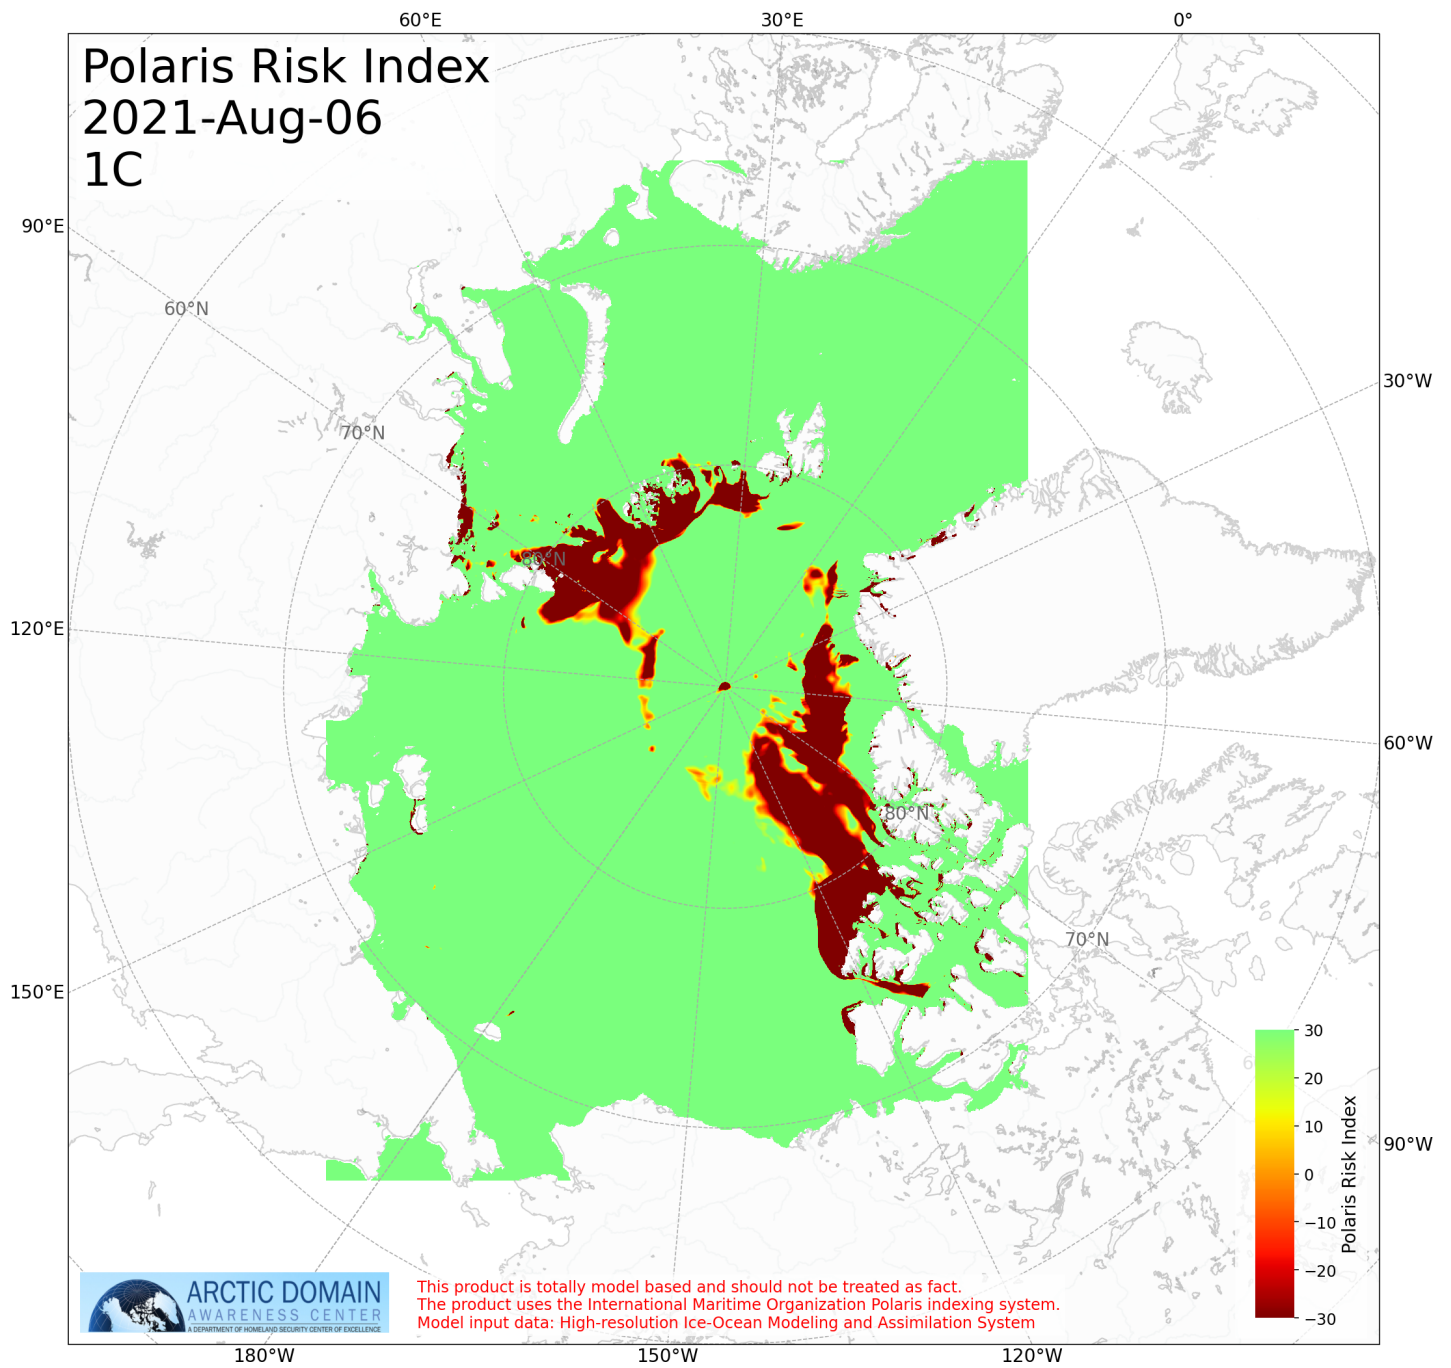 60°E
30°E
0°
Polaris Risk Index
2021-Aug-06
1C
90°E
60°N
30°W
70°N
80°N
120°E
60°W
80°N
70°N
150°E
30
20
10
0
−10
−20
−30
Polaris Risk Index
90°W
ARCTIC DOMAIN
AWARENESS CENTER
A DEPARTMENT OF HOMELAND SECURITY CENTER OF EXCELLENCE
This product is totally model based and should not be treated as fact.
The product uses the International Maritime Organization Polaris indexing system.
Model input data: High-resolution Ice-Ocean Modeling and Assimilation System
180°W
150°W
120°W